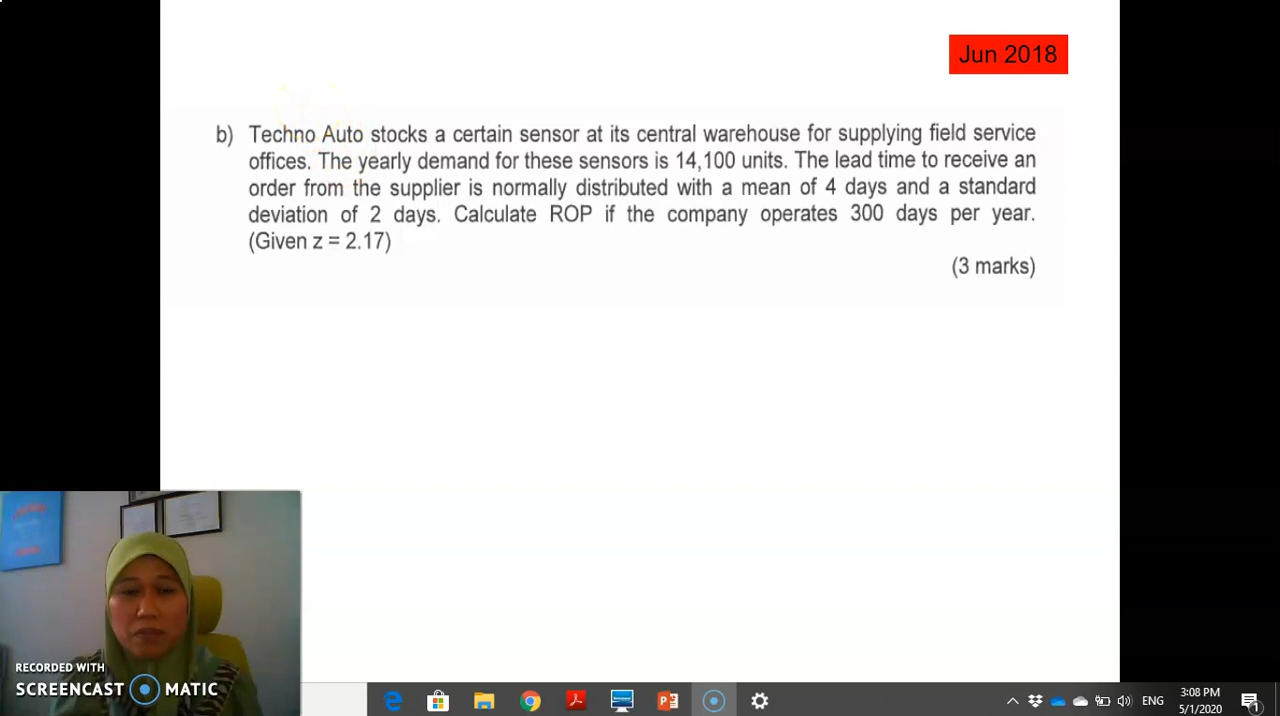 Jun 2018
b) Techno Auto stocks a certain sensor at its central warehouse for supplying field service
offices. The yearly demand for these sensors is 14,100 units. The lead time to receive an
order from the supplier is normally distributed with a mean of 4 days and a standard
deviation of 2 days. Calculate ROP if the company operates 300 days per year.
(Given z = 2.17)
(3 marks)
RECORDED WITH
SCREENCAST MATIC
ENG
3:08 PM
5/1/2020
1